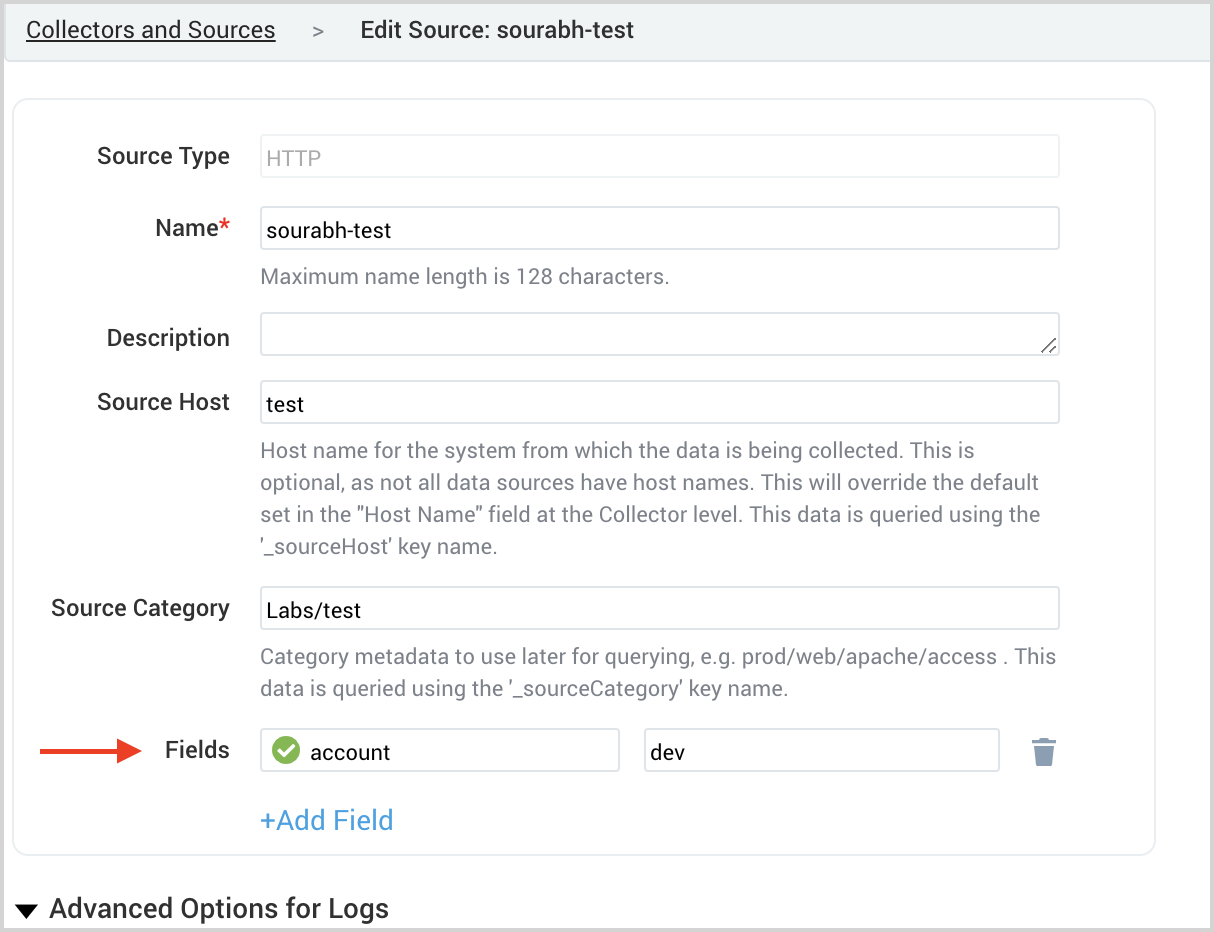 Collectors and Sources > Edit Source: sourabh-test
Source Type HTTP
Name* sourabh-test
Maximum name length is 128 characters.
Description
Source Host test
Host name for the system from which the data is being collected. This is
optional, as not all data sources have host names. This will override the default
set in the "Host Name" field at the Collector level. This data is queried using the
'_sourceHost' key name.
Source Category Labs/test
Category metadata to use later for querying, e.g. prod/web/apache/access . This
data is queried using the '_sourceCategory' key name.
Fields account dev
+Add Field
Advanced Options for Logs